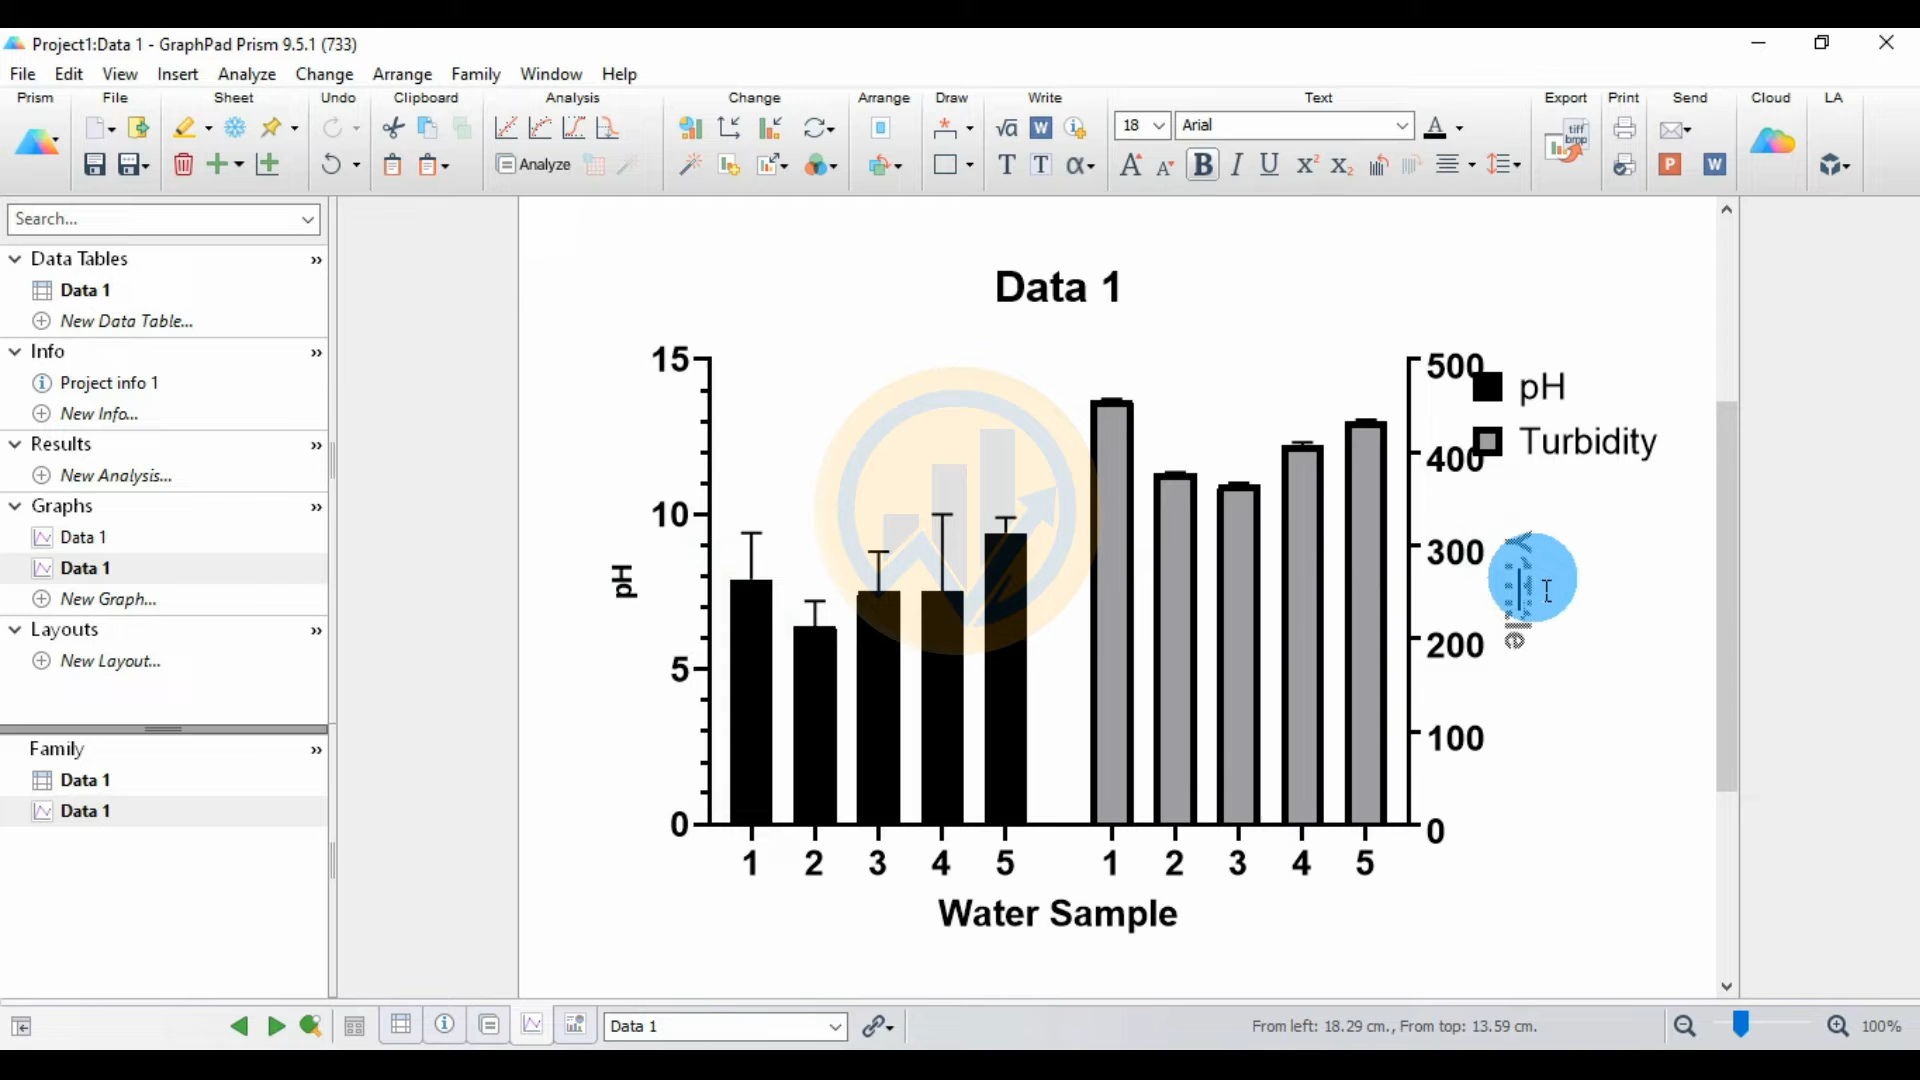 Project1:Data 1 - GraphPad Prism 9.5.1 (733)
File Edit View Insert Analyze Change Arrange Family Window Help
Prism File Sheet Undo Clipboard Analysis Change Arrange Draw Write Text Export Print Send Cloud LA
18 Arial
tiff
bmp
Analyze
Search...
Data Tables
Data 1
New Data Table...
Info
Project info 1
New Info...
Results
New Analysis...
Graphs
Data 1
Data 1
New Graph...
Layouts
New Layout...
Family
Data 1
Data 1
Data 1
15
10
5
0
pH
500
400
300
200
100
0
pH
Turbidity
1 2 3 4 5 1 2 3 4 5
Water Sample
Data 1
From left: 18.29 cm., From top: 13.59 cm.
100%